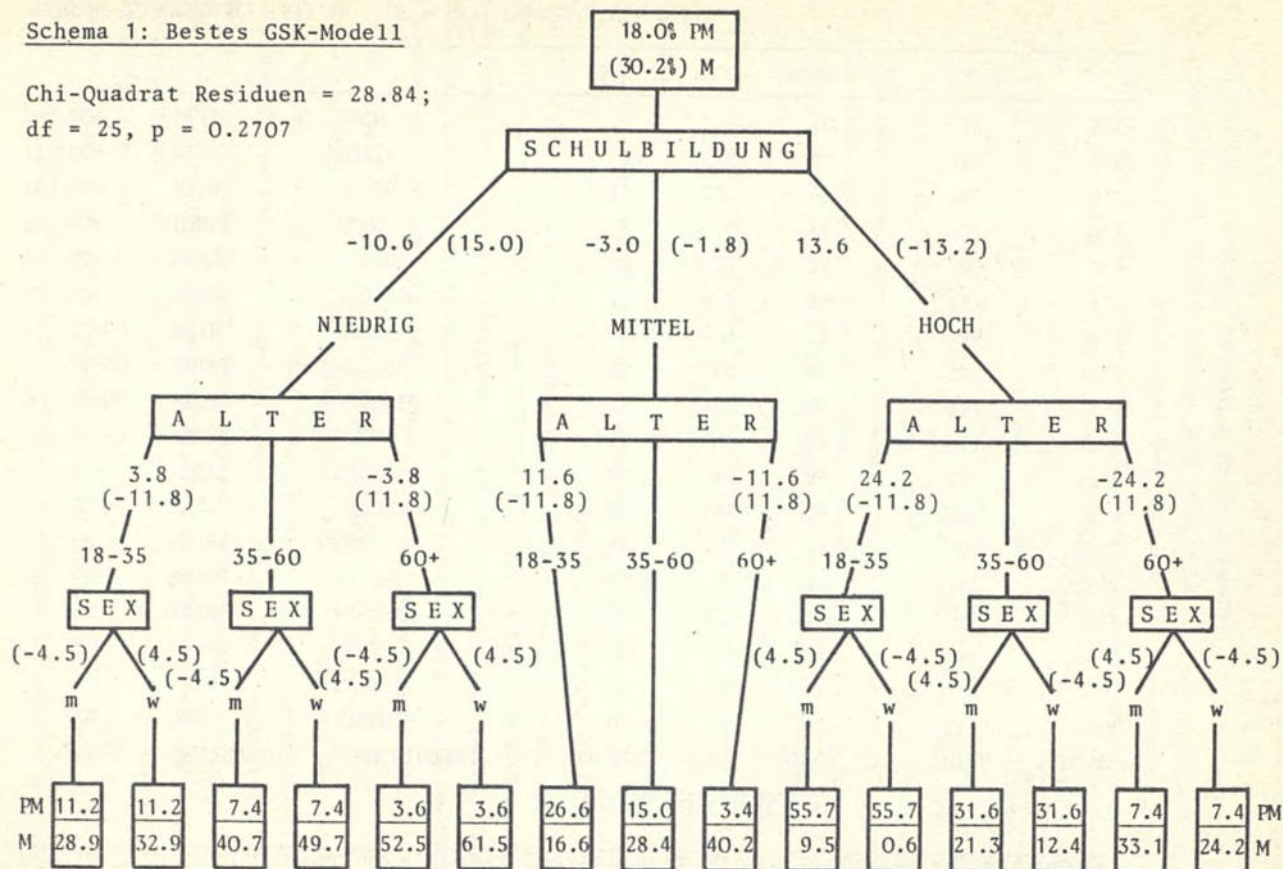 Schema 1: Bestes GSK-Modell
18.0% PM
(30.2%) M
Chi-Quadrat Residuen = 28.84;
df = 25, p = 0.2707
SCHULBILDUNG
-10.6 (15.0) -3.0 (-1.8) 13.6 (-13.2)
NIEDRIG MITTEL HOCH
ALTER ALTER ALTER
3.8 -3.8 11.6 -11.6 24.2 -24.2
(-11.8) (11.8) (-11.8) (11.8) (-11.8) (11.8)
18-35 35-60 60+ 18-35 35-60 60+ 18-35 35-60 60+
SEX SEX SEX SEX SEX SEX
(-4.5) (4.5) (-4.5) (4.5) (4.5) (-4.5) (4.5) (-4.5)
(-4.5) (4.5) (4.5) (-4.5)
m w m w m w m w m w m w
PM 11.2 11.2 7.4 7.4 3.6 3.6 26.6 15.0 3.4 55.7 55.7 31.6 31.6 7.4 7.4 PM
M 28.9 32.9 40.7 49.7 52.5 61.5 16.6 28.4 40.2 9.5 0.6 21.3 12.4 33.1 24.2 M